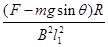 (F-mg sin θ)R
B²l₁²